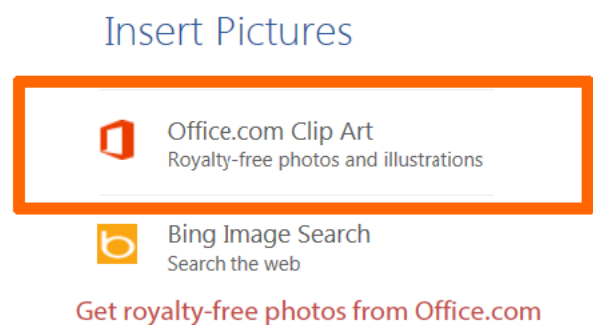 Insert Pictures
Office.com Clip Art
Royalty-free photos and illustrations
Bing Image Search
Search the web
Get royalty-free photos from Office.com